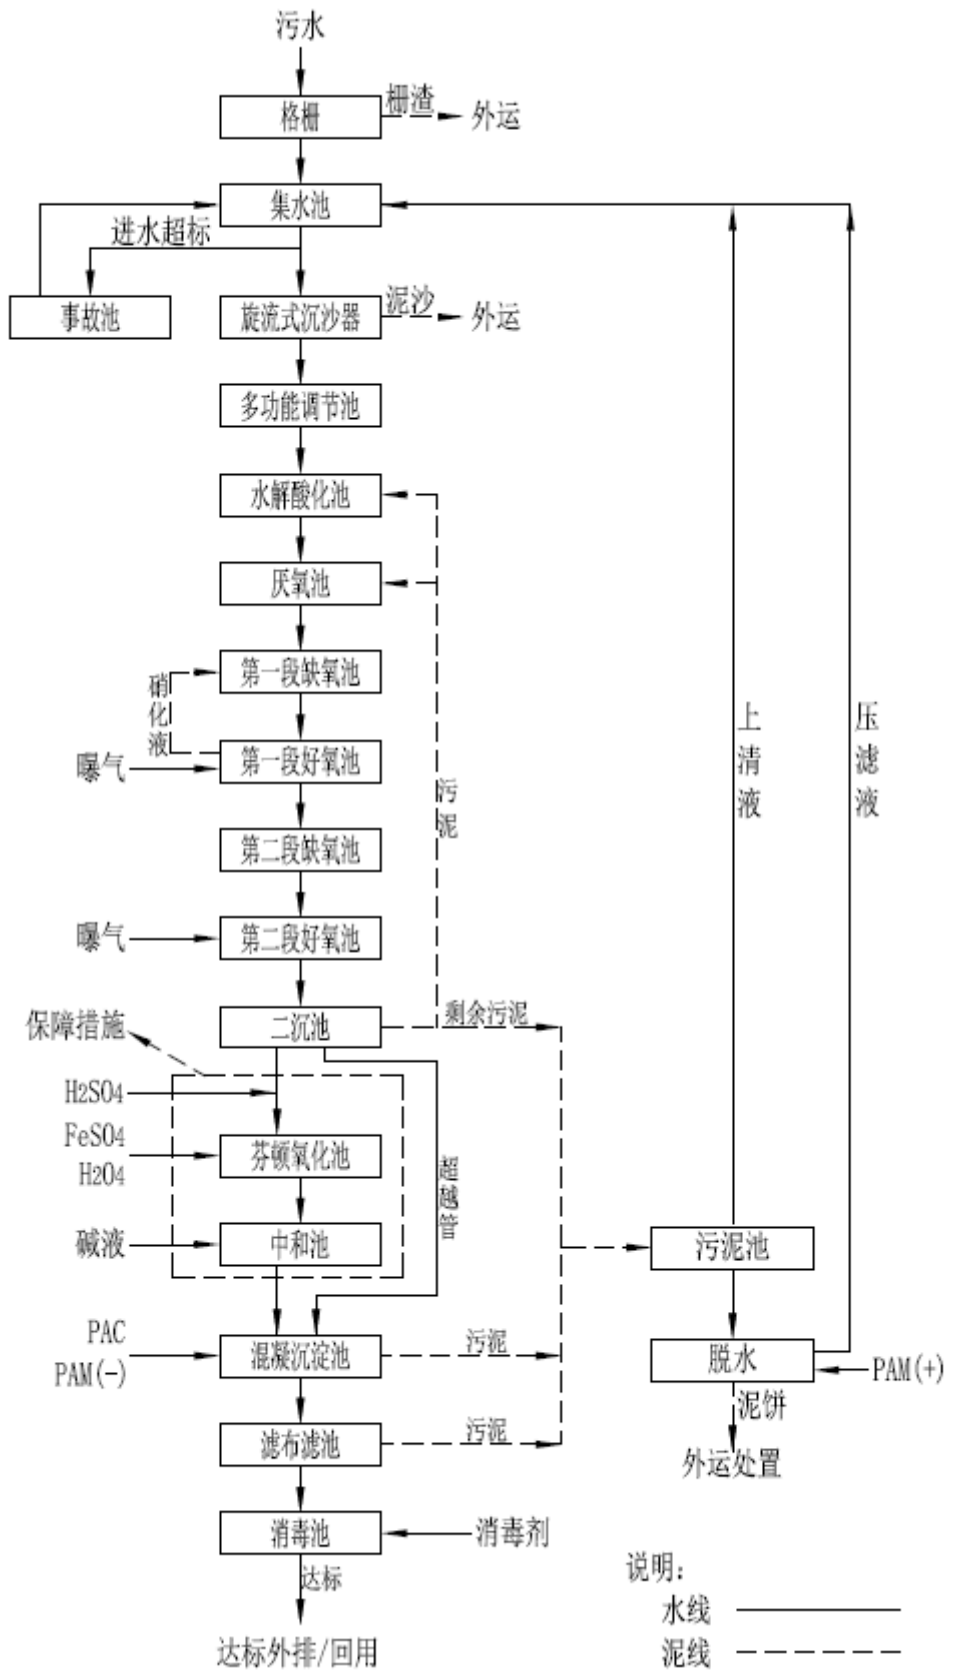 污水
格栅
栅渣
外运
集水池
进水超标
事故池
旋流式沉沙器
泥沙
外运
多功能调节池
水解酸化池
厌氧池
第一段缺氧池
硝化液
曝气
第一段好氧池
污泥
上清液
压滤液
第二段缺氧池
曝气
第二段好氧池
二沉池
剩余污泥
保障措施
H2SO4
FeSO4
H2O4
芬顿氧化池
超越管
碱液
中和池
污泥池
PAC
PAM(-)
混凝沉淀池
污泥
脱水
PAM(+)
泥饼
外运处置
滤布滤池
污泥
消毒池
消毒剂
达标
达标外排/回用
说明：
水线
泥线